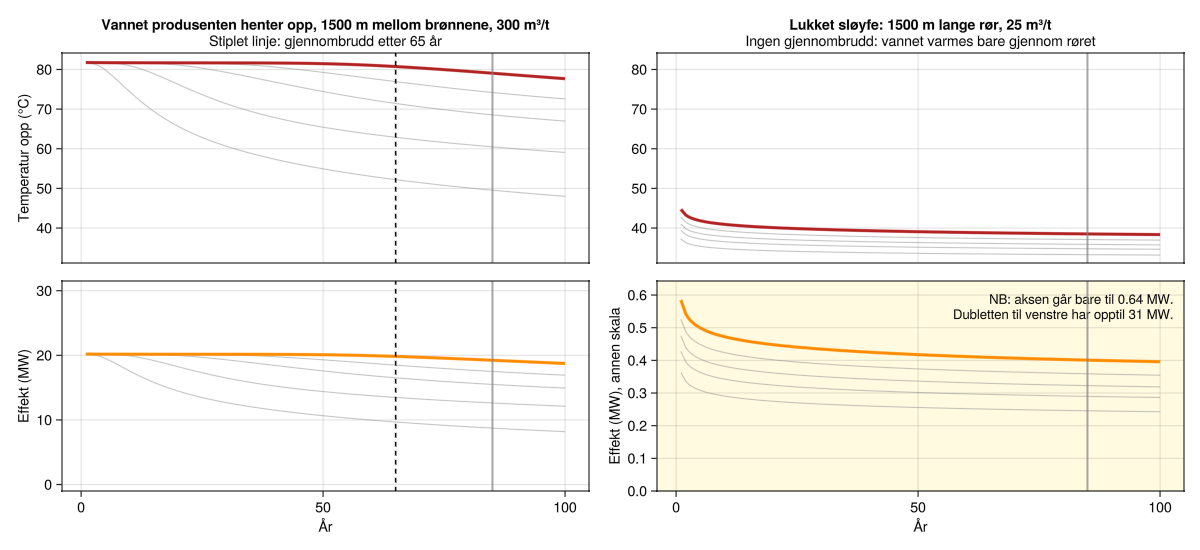 Vannet produsenten henter opp, 1500 m mellom brønnene, 300 m³/t
Stiplet linje: gjennombrudd etter 65 år
Temperatur opp (°C)
80
70
60
50
40
Lukket sløyfe: 1500 m lange rør, 25 m³/t
Ingen gjennombrudd: vannet varmes bare gjennom røret
80
70
60
50
40
Effekt (MW)
30
20
10
0
0
50
100
År
Effekt (MW), annen skala
0.6
0.5
0.4
0.3
0.2
0.1
0.0
NB: aksen går bare til 0.64 MW.
Dubletten til venstre har opptil 31 MW.
0
50
100
År